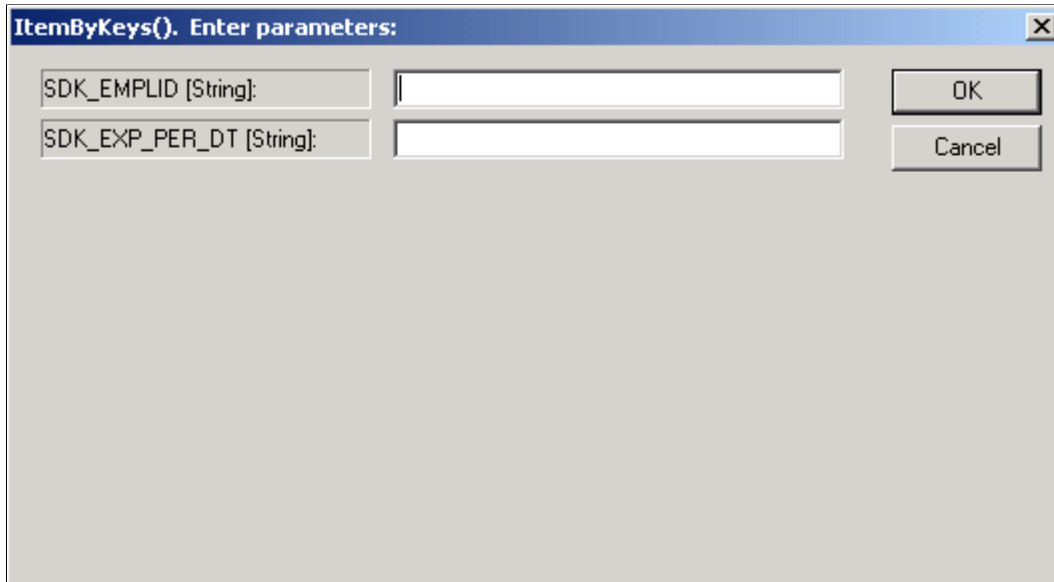 ItemByKeys(). Enter parameters:
SDK_EMPLID [String]:
OK
SDK_EXP_PER_DT [String]:
Cancel